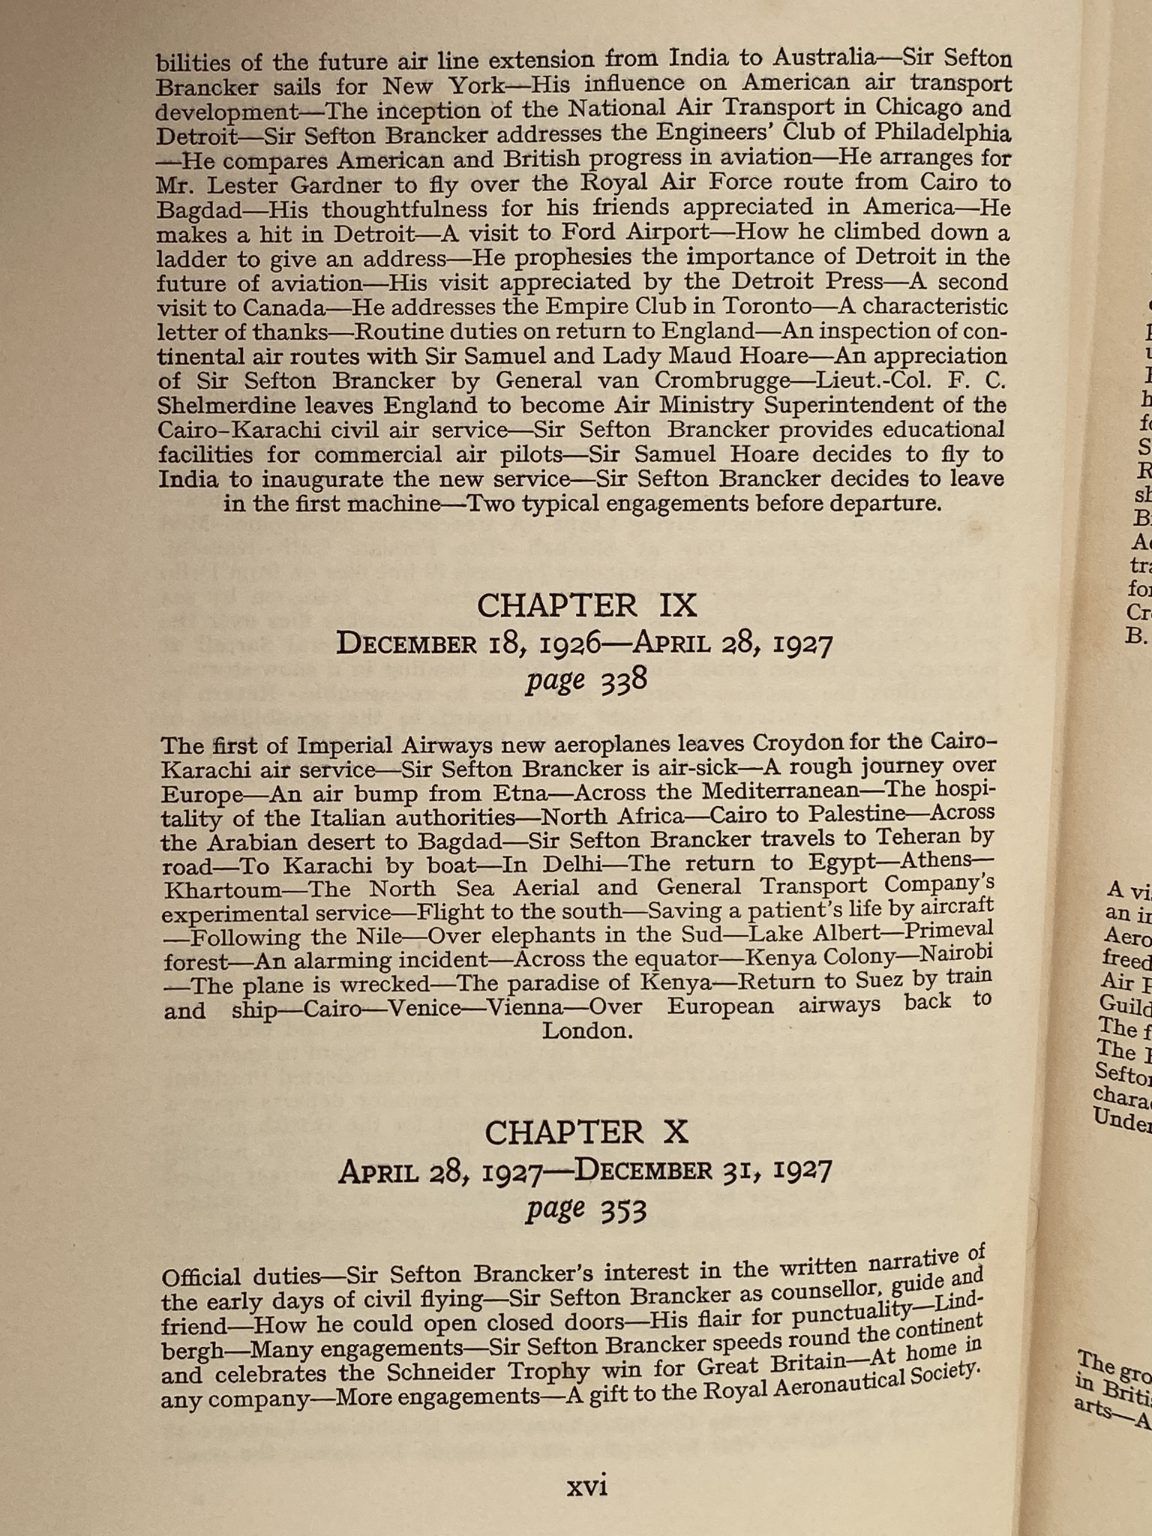 bilities of the future air line extension from India to Australia—Sir Sefton
Brancker sails for New York—His influence on American air transport
development—The inception of the National Air Transport in Chicago and
Detroit—Sir Sefton Brancker addresses the Engineers' Club of Philadelphia
—He compares American and British progress in aviation—He arranges for
Mr. Lester Gardner to fly over the Royal Air Force route from Cairo to
Bagdad—His thoughtfulness for his friends appreciated in America—He
makes a hit in Detroit—A visit to Ford Airport—How he climbed down a
ladder to give an address—He prophesies the importance of Detroit in the
future of aviation—His visit appreciated by the Detroit Press—A second
visit to Canada—He addresses the Empire Club in Toronto—A characteristic
letter of thanks—Routine duties on return to England—An inspection of con-
tinental air routes with Sir Samuel and Lady Maud Hoare—An appreciation
of Sir Sefton Brancker by General van Crombrugge—Lieut.-Col. F. C.
Shelmerdine leaves England to become Air Ministry Superintendent of the
Cairo-Karachi civil air service—Sir Sefton Brancker provides educational
facilities for commercial air pilots—Sir Samuel Hoare decides to fly to
India to inaugurate the new service—Sir Sefton Brancker decides to leave
in the first machine—Two typical engagements before departure.
CHAPTER IX
DECEMBER 18, 1926—APRIL 28, 1927
page 338
The first of Imperial Airways new aeroplanes leaves Croydon for the Cairo-
Karachi air service—Sir Sefton Brancker is air-sick—A rough journey over
Europe—An air bump from Etna—Across the Mediterranean—The hospi-
tality of the Italian authorities—North Africa—Cairo to Palestine—Across
the Arabian desert to Bagdad—Sir Sefton Brancker travels to Teheran by
road—To Karachi by boat—In Delhi—The return to Egypt—Athens—
Khartoum—The North Sea Aerial and General Transport Company's
experimental service—Flight to the south—Saving a patient's life by aircraft
—Following the Nile—Over elephants in the Sud—Lake Albert—Primeval
forest—An alarming incident—Across the equator—Kenya Colony—Nairobi
—The plane is wrecked—The paradise of Kenya—Return to Suez by train
and ship—Cairo—Venice—Vienna—Over European airways back to
London.
CHAPTER X
APRIL 28, 1927—DECEMBER 31, 1927
page 353
Official duties—Sir Sefton Brancker's interest in the written narrative of
the early days of civil flying—Sir Sefton Brancker as counsellor, guide and
friend—How he could open closed doors—His flair for punctuality—Lind-
bergh—Many engagements—Sir Sefton Brancker speeds round the continent
and celebrates the Schneider Trophy win for Great Britain—At home in
any company—More engagements—A gift to the Royal Aeronautical Society.
xvi
B.
A
an
Aero
Air
Guild
The
The
The
in
arts—A